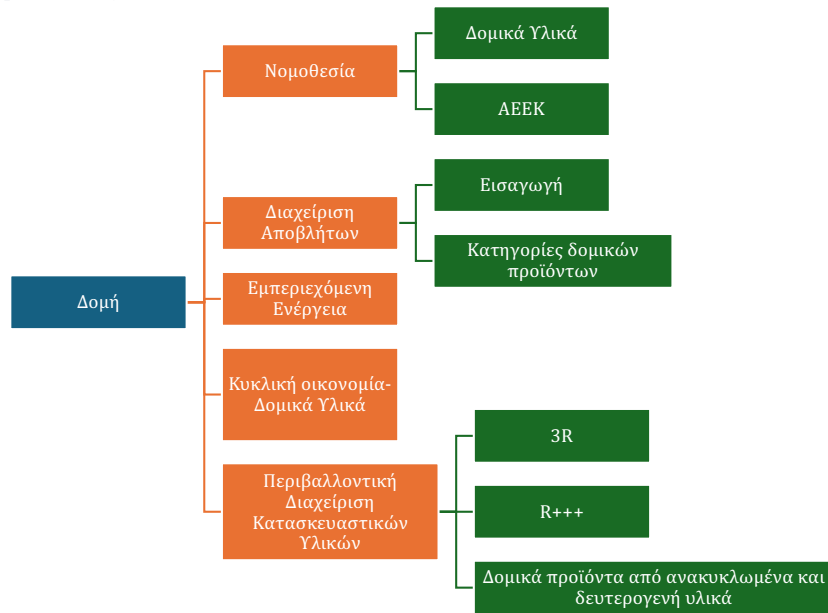 Δομή
Νομοθεσία
Δομικά Υλικά
ΑΕΕΚ
Διαχείριση
Αποβλήτων
Εισαγωγή
Κατηγορίες δομικών
προϊόντων
Εμπεριεχόμενη
Ενέργεια
Κυκλική οικονομία-
Δομικά Υλικά
Περιβαλλοντική
Διαχείριση
Κατασκευαστικών
Υλικών
3R
R+++
Δομικά προϊόντα από ανακυκλωμένα και
δευτερογενή υλικά